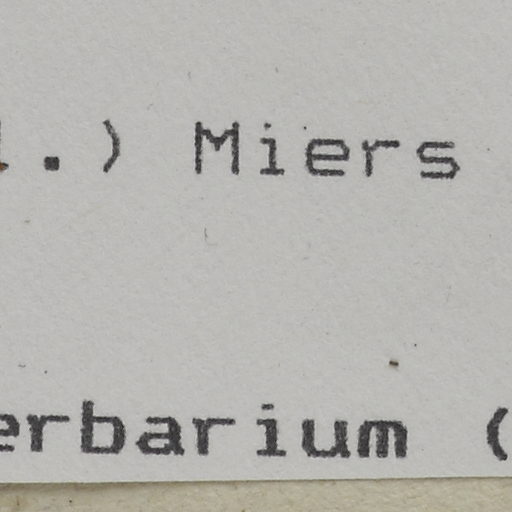 .) Miers
erbarium (